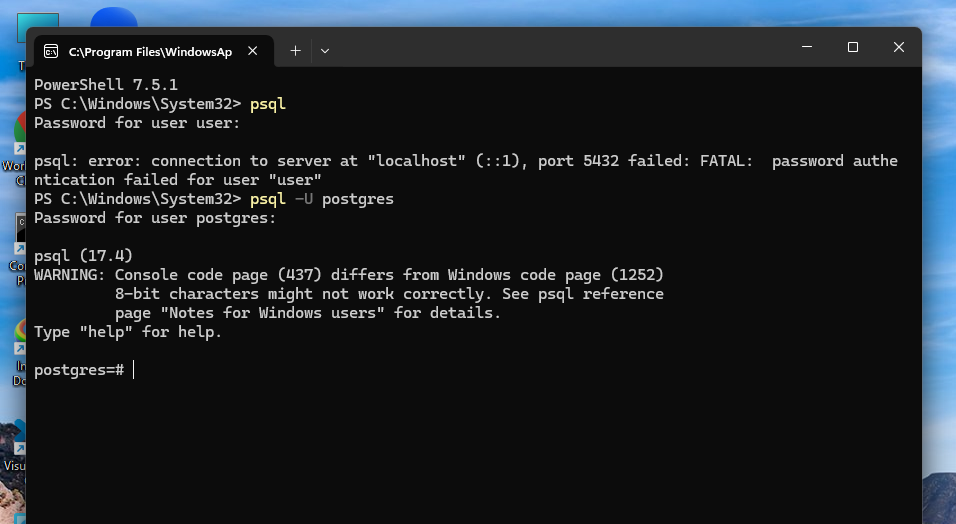 C:\Program Files\WindowsAp
PowerShell 7.5.1
PS C:\Windows\System32> psql
Password for user user:
psql: error: connection to server at "localhost" (::1), port 5432 failed: FATAL:  password authe
ntication failed for user "user"
PS C:\Windows\System32> psql -U postgres
Password for user postgres:
psql (17.4)
WARNING: Console code page (437) differs from Windows code page (1252)
         8-bit characters might not work correctly. See psql reference
         page "Notes for Windows users" for details.
Type "help" for help.
postgres=#